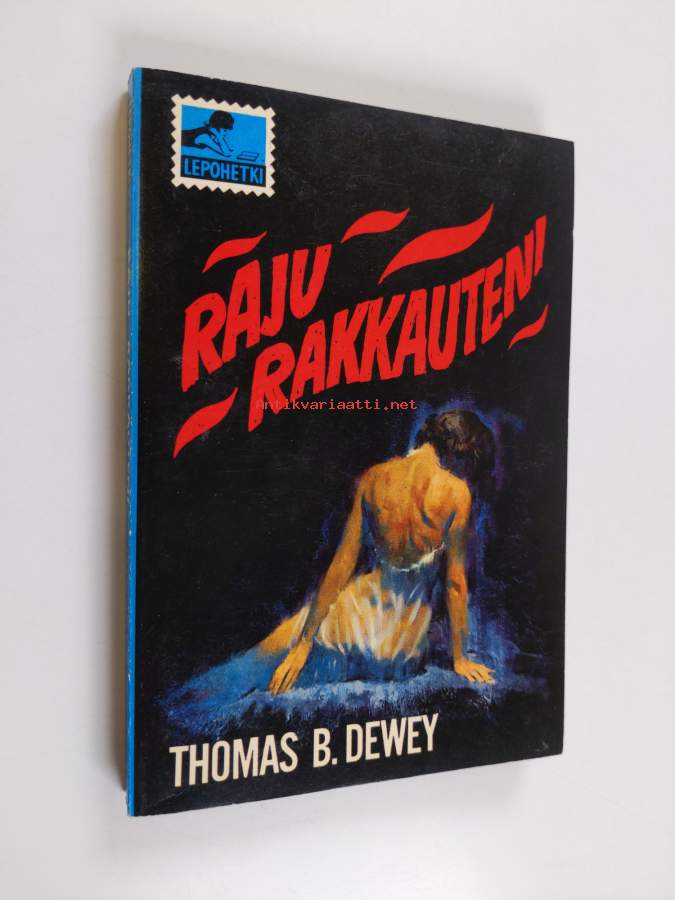 LEPOHETKI
RAJU
RAKKAUTENI
Antikvariaatti.net
THOMAS B. DEWEY